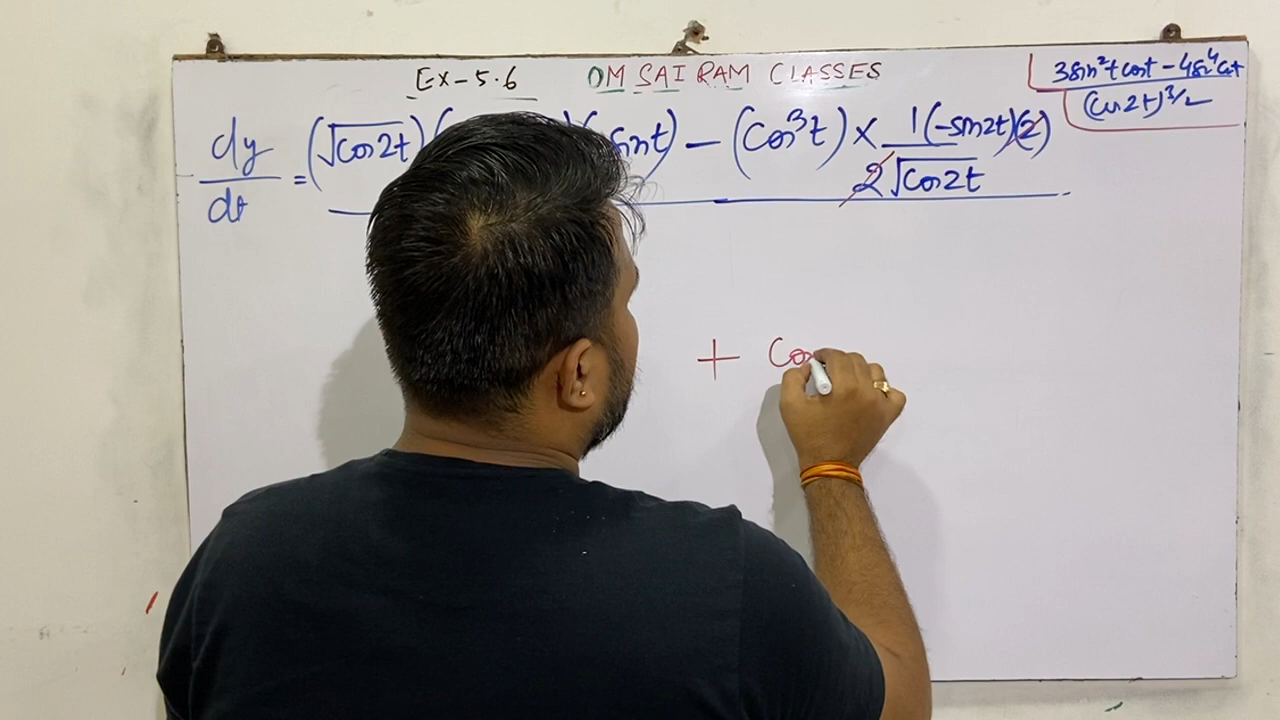 Ex-5.6 OM SAI RAM CLASSES
3sin²t cost - 4sin⁴t cost
(cos2t)^3/2
dy/dt = (√cos2t)( )( sint) - (Cos³t) × 1(-sin2t)(2)/2√cos2t
+ Cos